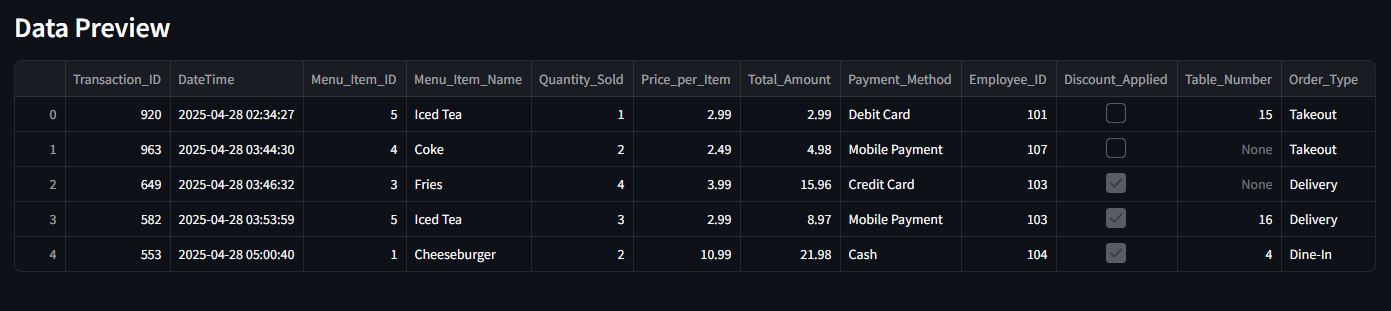 Data Preview
Transaction_ID DateTime Menu_Item_ID Menu_Item_Name Quantity_Sold Price_per_Item Total_Amount Payment_Method Employee_ID Discount_Applied Table_Number Order_Type
0 920 2025-04-28 02:34:27 5 Iced Tea 1 2.99 2.99 Debit Card 101 15 Takeout
1 963 2025-04-28 03:44:30 4 Coke 2 2.49 4.98 Mobile Payment 107 None Takeout
2 649 2025-04-28 03:46:32 3 Fries 4 3.99 15.96 Credit Card 103 None Delivery
3 582 2025-04-28 03:53:59 5 Iced Tea 3 2.99 8.97 Mobile Payment 103 16 Delivery
4 553 2025-04-28 05:00:40 1 Cheeseburger 2 10.99 21.98 Cash 104 4 Dine-In